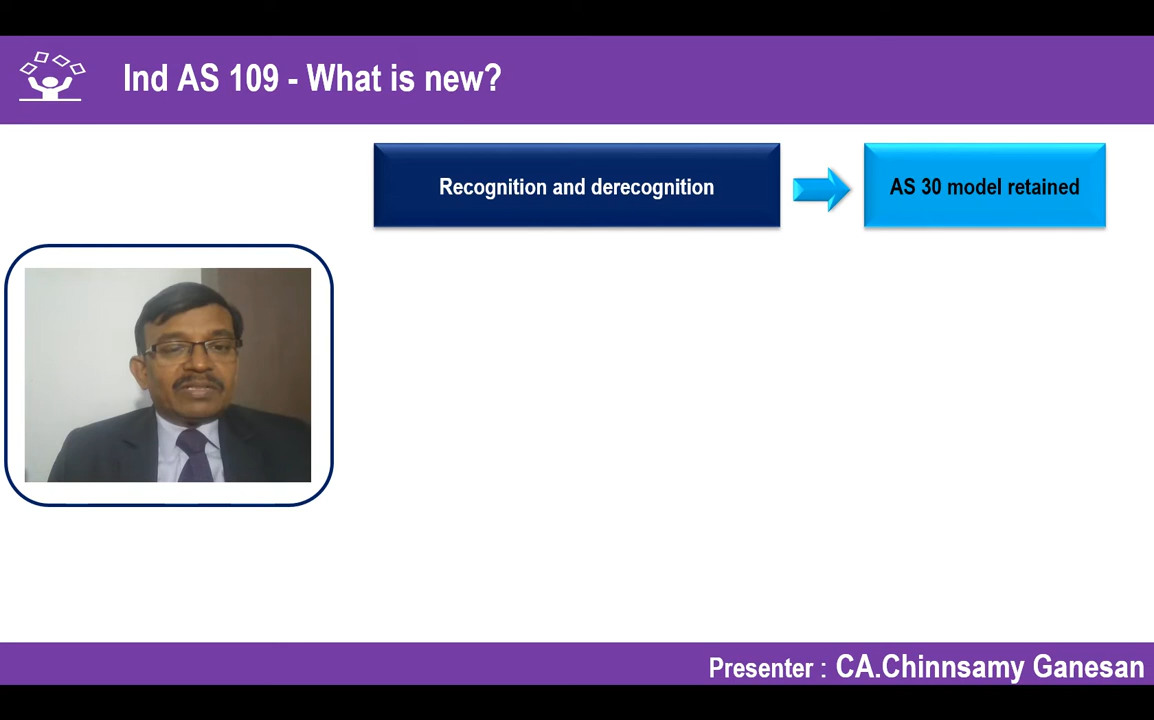 Ind AS 109 - What is new?
Recognition and derecognition
AS 30 model retained
Presenter : CA.Chinnsamy Ganesan